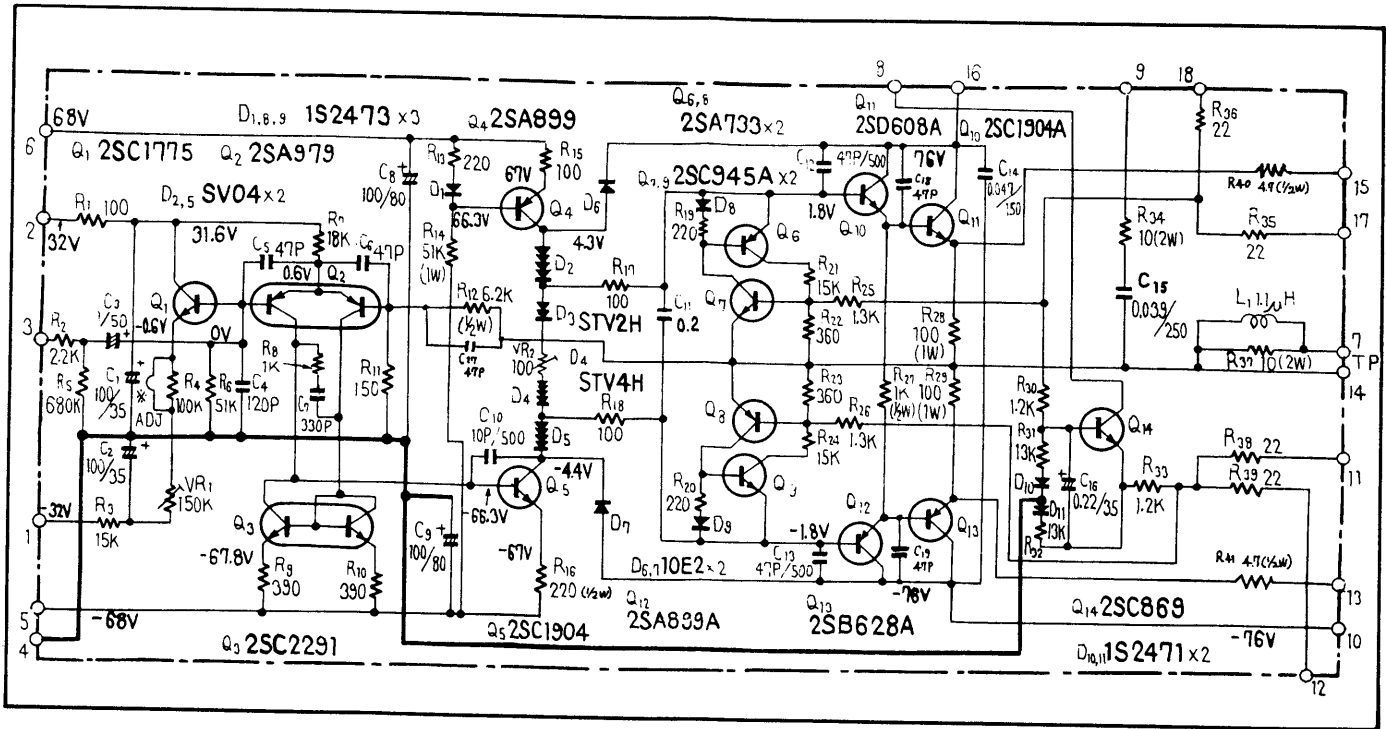 8
16
9
18
68V
6
D1,8,9 1S2473 ×3
Q4 2SA899
Q6,8
2SA733×2
Q11
2SD608A
Q10 2SC1904A
R36
22
Q1 2SC1775
Q2 2SA979
C8
100/80
R13
220
R15
100
67V
D1
Q4
66.3V
D6
4.3V
C12
47P/500
76V
C18
47P
C14
0.047/150
R40 4.7(½W)
15
D2,5 SV04×2
Q7,9 2SC945A×2
1.8V
Q10
Q11
17
R1 100
2
32V
31.6V
R7
18K
C5 47P
C6 47P
0.6V
Q2
R14
51K
(1W)
D2
R19
220
D8
Q6
R34
10(2W)
R35
22
C3
1/50
Q1
-0.6V
0V
R12 6.2K
(½W)
C17
47P
D3
R17
100
STV2H
C11
0.2
Q7
R21
15K
R25
1.3K
R22
360
R28
100
(1W)
C15
0.039/250
L1 1.1μH
R37 10(2W)
7
TP
14
3
R2
2.2K
R5
680K
C1
100/35
※
ADJ
R4
100K
R6
51K
C4
120P
R8
1K
C7
330P
R11
150
VR2
100
D4
STV4H
D4
R18
100
Q8
R23
360
R26
1.3K
R24
15K
R27
1K
(½W)
R29
100
(1W)
R30
1.2K
R31
13K
Q14
C2
100/35
VR1
150K
C10
10P/500
D5
-4.4V
Q5
-66.3V
R20
220
D9
Q9
D10
D11
13K
R32
C16
0.22/35
R33
1.2K
R38 22
R39
22
11
-32V
1
R3
15K
Q3
-67.8V
R9
390
R10
390
C9
100/80
-67V
D7
R16
220(½W)
D6,7 10E2×2
-1.8V
C13
47P/500
Q12
Q13
C19
47P
-76V
R41 4.7(½W)
13
5
4
-68V
Q3 2SC2291
Q5 2SC1904
Q12
2SA899A
Q13
2SB628A
Q14 2SC869
-76V
10
D10,11 1S2471×2
12